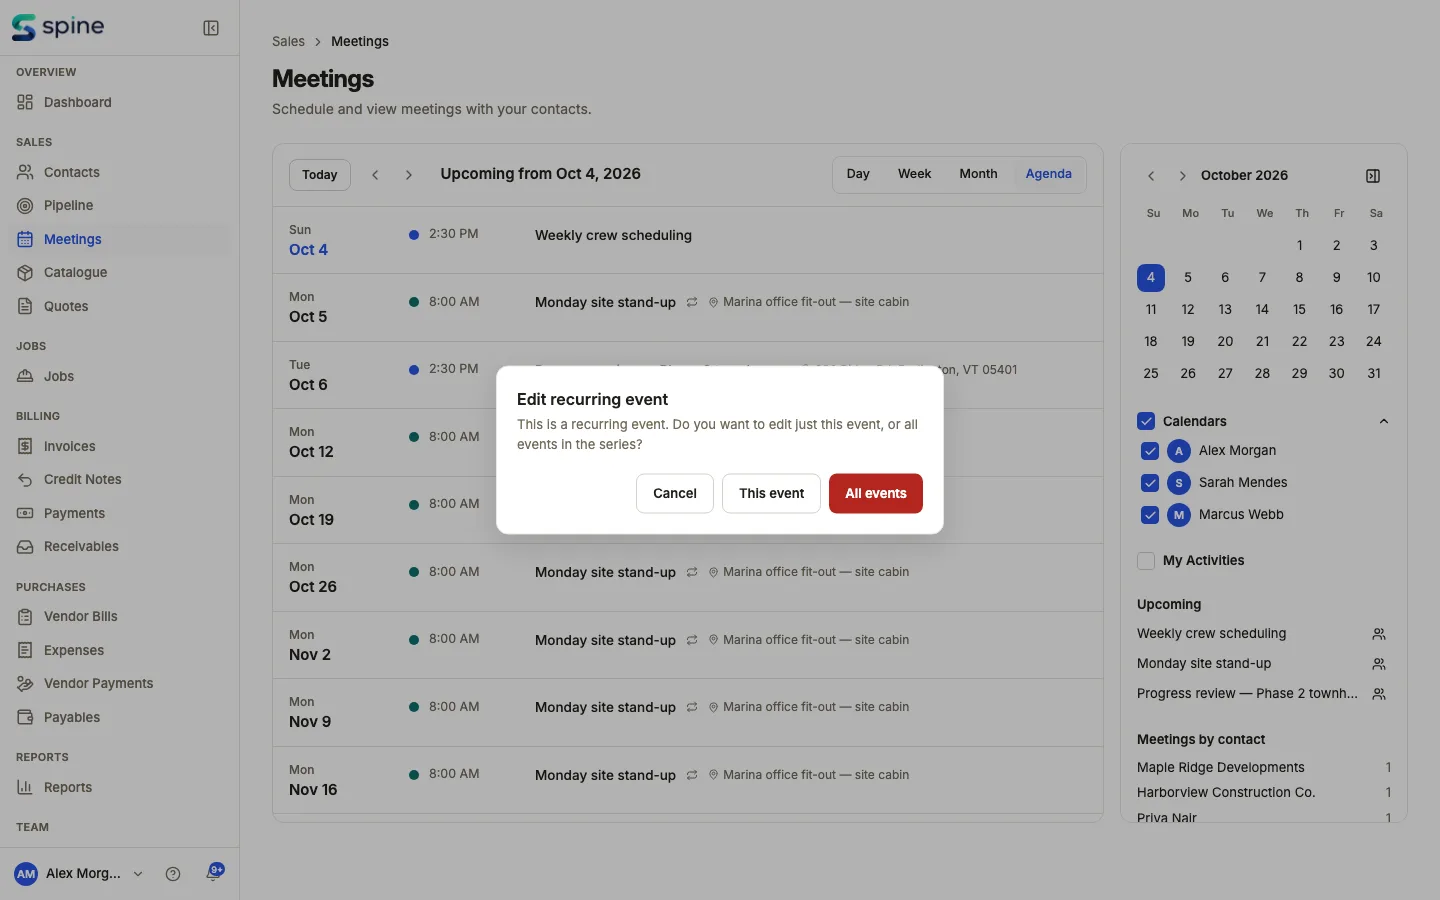 spine
OVERVIEW
Dashboard
SALES
Contacts
Pipeline
Meetings
Catalogue
Quotes
JOBS
Jobs
BILLING
Invoices
Credit Notes
Payments
Receivables
PURCHASES
Vendor Bills
Expenses
Vendor Payments
Payables
REPORTS
Reports
TEAM
AM Alex Morg... 9+
Sales Meetings
Meetings
Schedule and view meetings with your contacts.
Today Upcoming from Oct 4, 2026 Day Week Month Agenda
Sun
Oct 4
2:30 PM Weekly crew scheduling
Mon
Oct 5
8:00 AM Monday site stand-up Marina office fit-out — site cabin
Tue
Oct 6
2:30 PM VT 05401
Mon
Oct 12
8:00 AM
Mon
Oct 19
8:00 AM
Mon
Oct 26
8:00 AM Monday site stand-up Marina office fit-out — site cabin
Mon
Nov 2
8:00 AM Monday site stand-up Marina office fit-out — site cabin
Mon
Nov 9
8:00 AM Monday site stand-up Marina office fit-out — site cabin
Mon
Nov 16
8:00 AM Monday site stand-up Marina office fit-out — site cabin
Edit recurring event
This is a recurring event. Do you want to edit just this event, or all
events in the series?
Cancel This event All events
October 2026
Su Mo Tu We Th Fr Sa
1 2 3
4 5 6 7 8 9 10
11 12 13 14 15 16 17
18 19 20 21 22 23 24
25 26 27 28 29 30 31
Calendars
A Alex Morgan
S Sarah Mendes
M Marcus Webb
My Activities
Upcoming
Weekly crew scheduling
Monday site stand-up
Progress review — Phase 2 townh...
Meetings by contact
Maple Ridge Developments 1
Harborview Construction Co. 1
Priya Nair 1